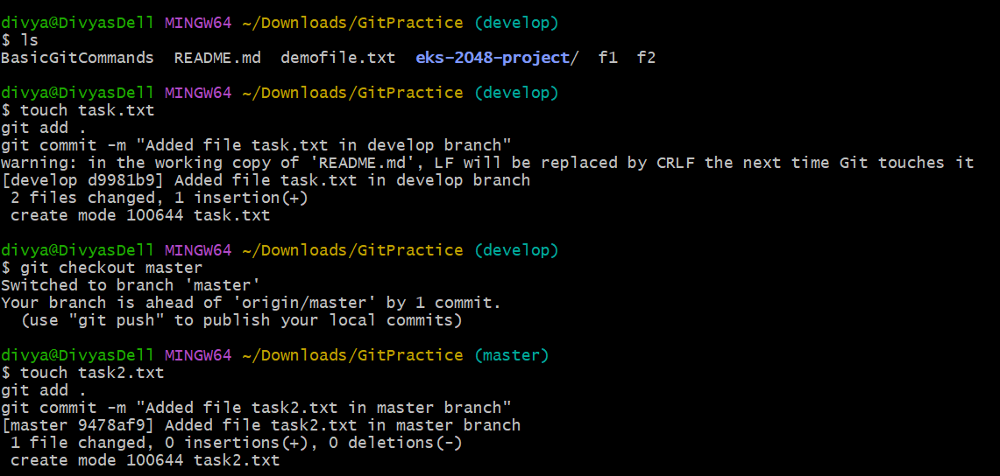 divya@DivyasDell MINGW64 ~/Downloads/GitPractice (develop)
$ ls
BasicGitCommands  README.md  demofile.txt  eks-2048-project/  f1  f2
divya@DivyasDell MINGW64 ~/Downloads/GitPractice (develop)
$ touch task.txt
git add .
git commit -m "Added file task.txt in develop branch"
warning: in the working copy of 'README.md', LF will be replaced by CRLF the next time Git touches it
[develop d9981b9] Added file task.txt in develop branch
 2 files changed, 1 insertion(+)
 create mode 100644 task.txt
divya@DivyasDell MINGW64 ~/Downloads/GitPractice (develop)
$ git checkout master
Switched to branch 'master'
Your branch is ahead of 'origin/master' by 1 commit.
  (use "git push" to publish your local commits)
divya@DivyasDell MINGW64 ~/Downloads/GitPractice (master)
$ touch task2.txt
git add .
git commit -m "Added file task2.txt in master branch"
[master 9478af9] Added file task2.txt in master branch
 1 file changed, 0 insertions(+), 0 deletions(-)
 create mode 100644 task2.txt